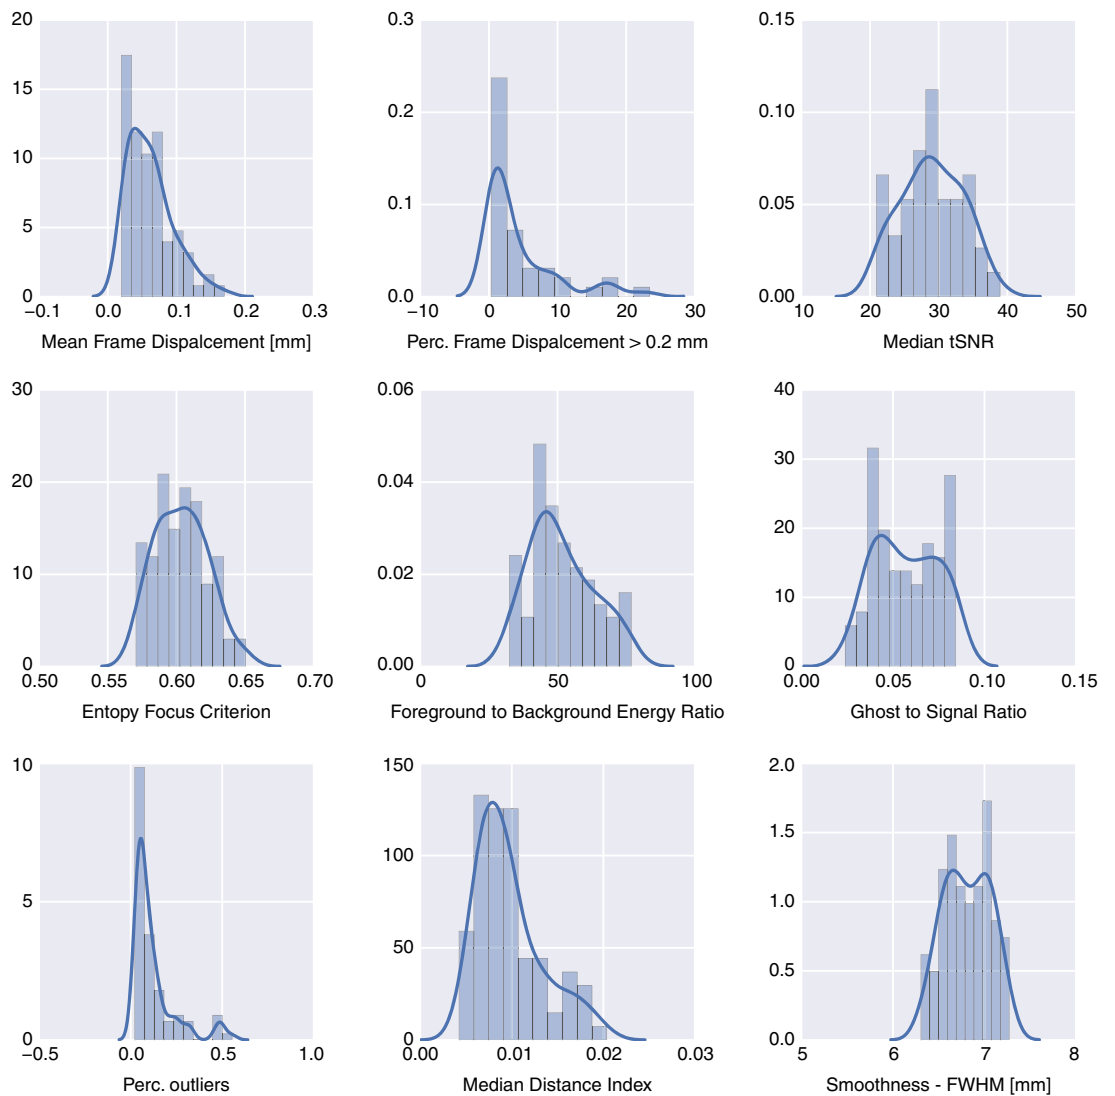 20
15
10
5
0
−0.1 0.0 0.1 0.2 0.3
Mean Frame Dispalcement [mm]
0.3
0.2
0.1
0.0
−10 0 10 20 30
Perc. Frame Dispalcement > 0.2 mm
0.15
0.10
0.05
0.00
10 20 30 40 50
Median tSNR
30
20
10
0
0.50 0.55 0.60 0.65 0.70
Entopy Focus Criterion
0.06
0.04
0.02
0.00
0 50 100
Foreground to Background Energy Ratio
40
30
20
10
0
0.00 0.05 0.10 0.15
Ghost to Signal Ratio
10
5
0
−0.5 0.0 0.5 1.0
Perc. outliers
150
100
50
0
0.00 0.01 0.02 0.03
Median Distance Index
2.0
1.5
1.0
0.5
0.0
5 6 7 8
Smoothness - FWHM [mm]